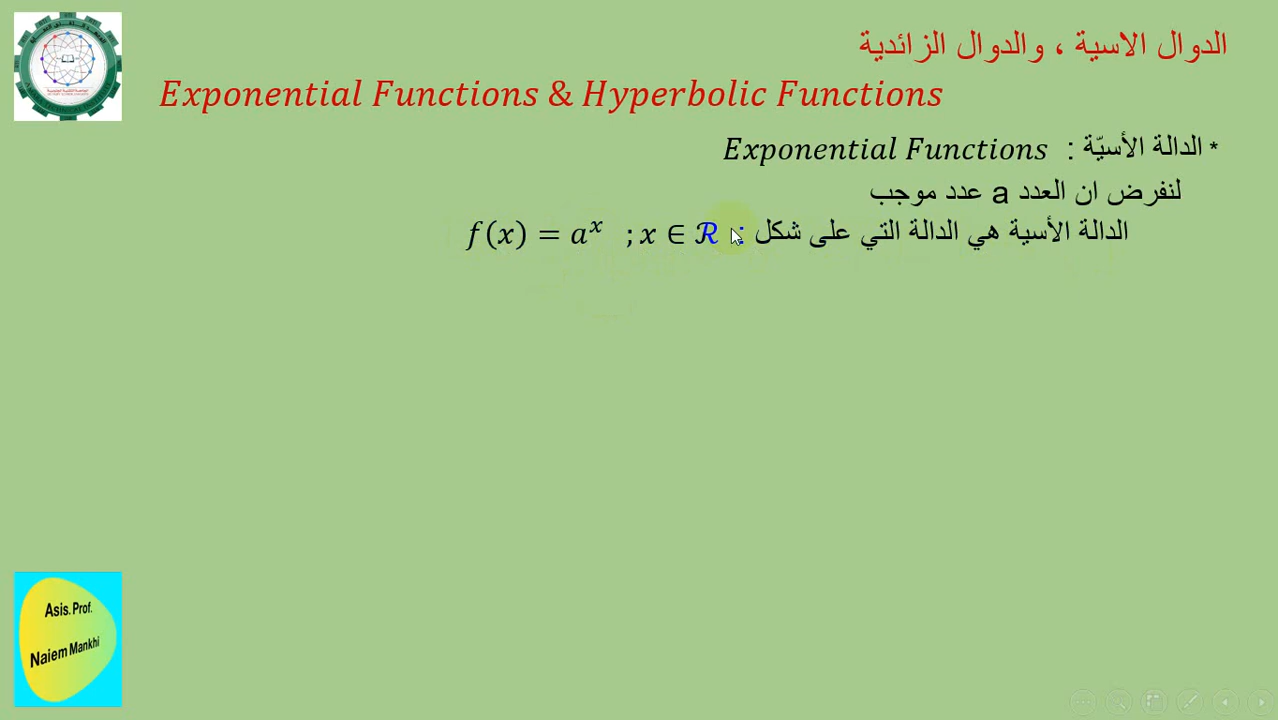 الدوال الاسية ، والدوال الزائدية
Exponential Functions & Hyperbolic Functions
* الدالة الأسيّة : Exponential Functions
لنفرض ان العدد a عدد موجب
الدالة الأسية هي الدالة التي على شكل : f(x) = aˣ ; x ∈ ℛ
Asis. Prof.
Naiem Mankhi